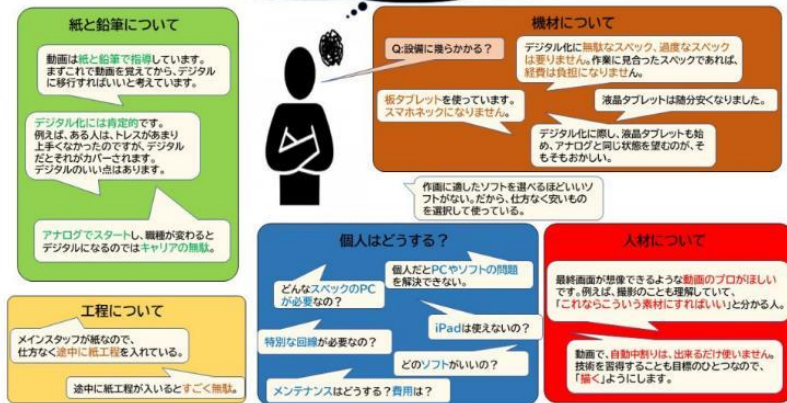 紙と鉛筆について
動画は紙と鉛筆で指導しています。
まずこれで動画を覚えてから、デジタル
に移行すればいいと考えています。
デジタル化には肯定的です。
例えば、ある人は、トレスがあまり
上手くなかったのですが、デジタル
だとそれがカバーされます。
デジタルのいい点はあります。
アナログでスタートし、職種が変わると
デジタルになるのではキャリアの無駄。
機材について
Q:設備に幾らかかる?
デジタル化に無駄なスペック、過度なスペック
は要りません。作業に見合ったスペックであれば、
経費は負担になりません。
板タブレットを使っています。
スマホネックになりません。
液晶タブレットは随分安くなりました。
デジタル化に際し、液晶タブレットも始
め、アナログと同じ状態を望むのが、そ
もそもおかしい。
作画に適したソフトを選べるほどいいソ
フトがない。だから、仕方なく安いもの
を選択して使っている。
工程について
メインスタッフが紙なので、
仕方なく途中に紙工程を入れている。
途中に紙工程が入いるとすごく無駄。
個人はどうする?
個人だとPCやソフトの問題
を解決できない。
どんなスペックのPC
が必要なの?
iPadは使えないの?
特別な回線が必要なの?
どのソフトがいいの?
メンテナンスはどうする?費用は?
人材について
最終画面が想像できるような動画のプロがほしい
です。例えば、撮影のことも理解していて、
「これならこういう素材にすればいい」と分かる人。
動画で、自動中割りは、出来るだけ使いません。
技術を習得することも目標のひとつなので、
「描く」ようにします。